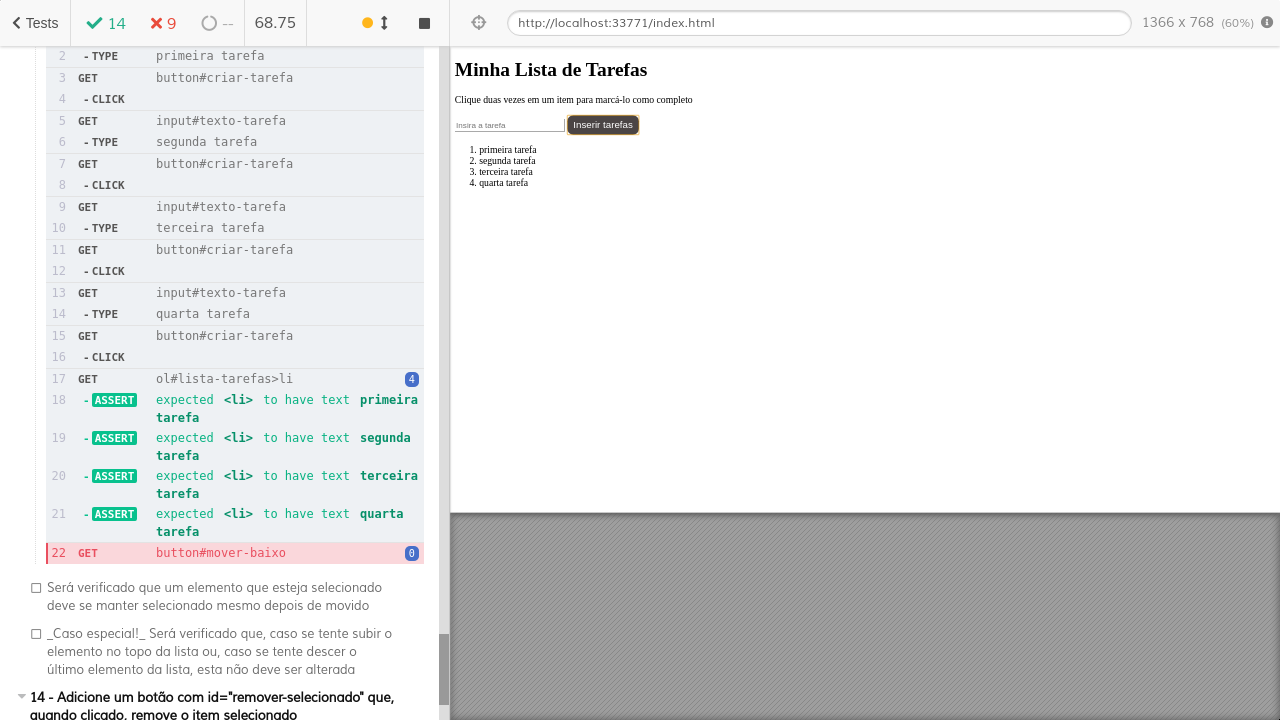 Tests 14 9 -- 68.75 http://localhost:33771/index.html 1366 x 768 (60%)
2 - TYPE primeira tarefa
3 GET button#criar-tarefa
4 - CLICK
5 GET input#texto-tarefa
6 - TYPE segunda tarefa
7 GET button#criar-tarefa
8 - CLICK
9 GET input#texto-tarefa
10 - TYPE terceira tarefa
11 GET button#criar-tarefa
12 - CLICK
13 GET input#texto-tarefa
14 - TYPE quarta tarefa
15 GET button#criar-tarefa
16 - CLICK
17 GET ol#lista-tarefas>li 4
18 - ASSERT expected <li> to have text primeira
tarefa
19 - ASSERT expected <li> to have text segunda
tarefa
20 - ASSERT expected <li> to have text terceira
tarefa
21 - ASSERT expected <li> to have text quarta
tarefa
22 GET button#mover-baixo 0
Será verificado que um elemento que esteja selecionado
deve se manter selecionado mesmo depois de movido
_Caso especial!_ Será verificado que, caso se tente subir o
elemento no topo da lista ou, caso se tente descer o
último elemento da lista, esta não deve ser alterada
14 - Adicione um botão com id="remover-selecionado" que,
quando clicado, remove o item selecionado
Minha Lista de Tarefas
Clique duas vezes em um item para marcá-lo como completo
Insira a tarefa Inserir tarefas
1. primeira tarefa
2. segunda tarefa
3. terceira tarefa
4. quarta tarefa